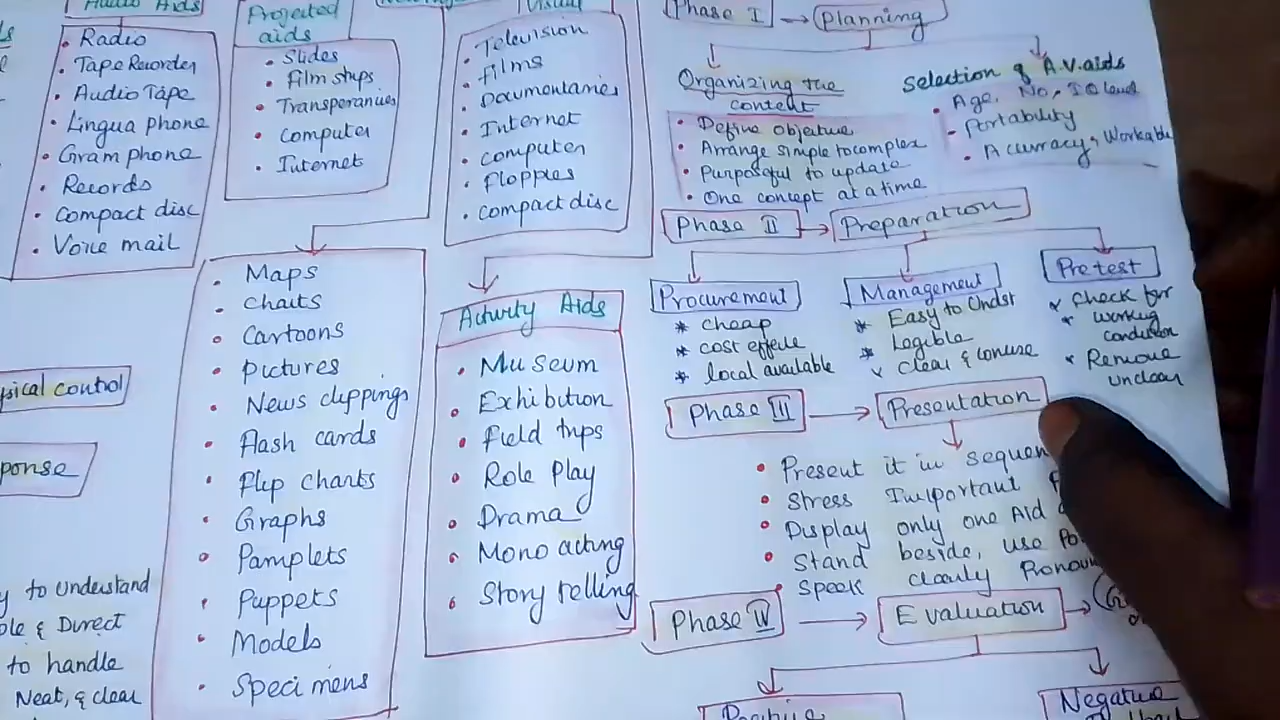 Audio Aids
Radio
Tape Recorder
Audio Tape
Lingua phone
Gram phone
Records
Compact disc
Voice mail
Projected
aids
Slides
Film strips
Transperancies
Computer
Internet
Visual
Television
Films
Documentaries
Internet
Computer
Floppies
Compact disc
Maps
Charts
Cartoons
Pictures
News clippings
Flash cards
Flip charts
Graphs
Pamplets
Puppets
Models
Specimens
Activity Aids
Museum
Exhibition
Field trips
Role Play
Drama
Mono acting
Story telling
Phase I → Planning
Organizing the
content
Define objective
Arrange simple to complex
Purposeful to update
One concept at a time
Selection of A.V. aids
Age, No, IQ level
Portability
Accuracy, Workable
Phase II → Preparation
Procurement
* cheap
* cost effective
* local available
Management
* Easy to Undst
* Legible
* Clear & concise
Pretest
* Check for
* working
condition
* Remove
unclear
Phase III → Presentation
Present it in
Stress Important
Display only one Aid
Stand beside, use
Speak clearly
Phase IV → Evaluation
Positive
Negative
control
to Understand
& Direct
to handle
Neat, & clear